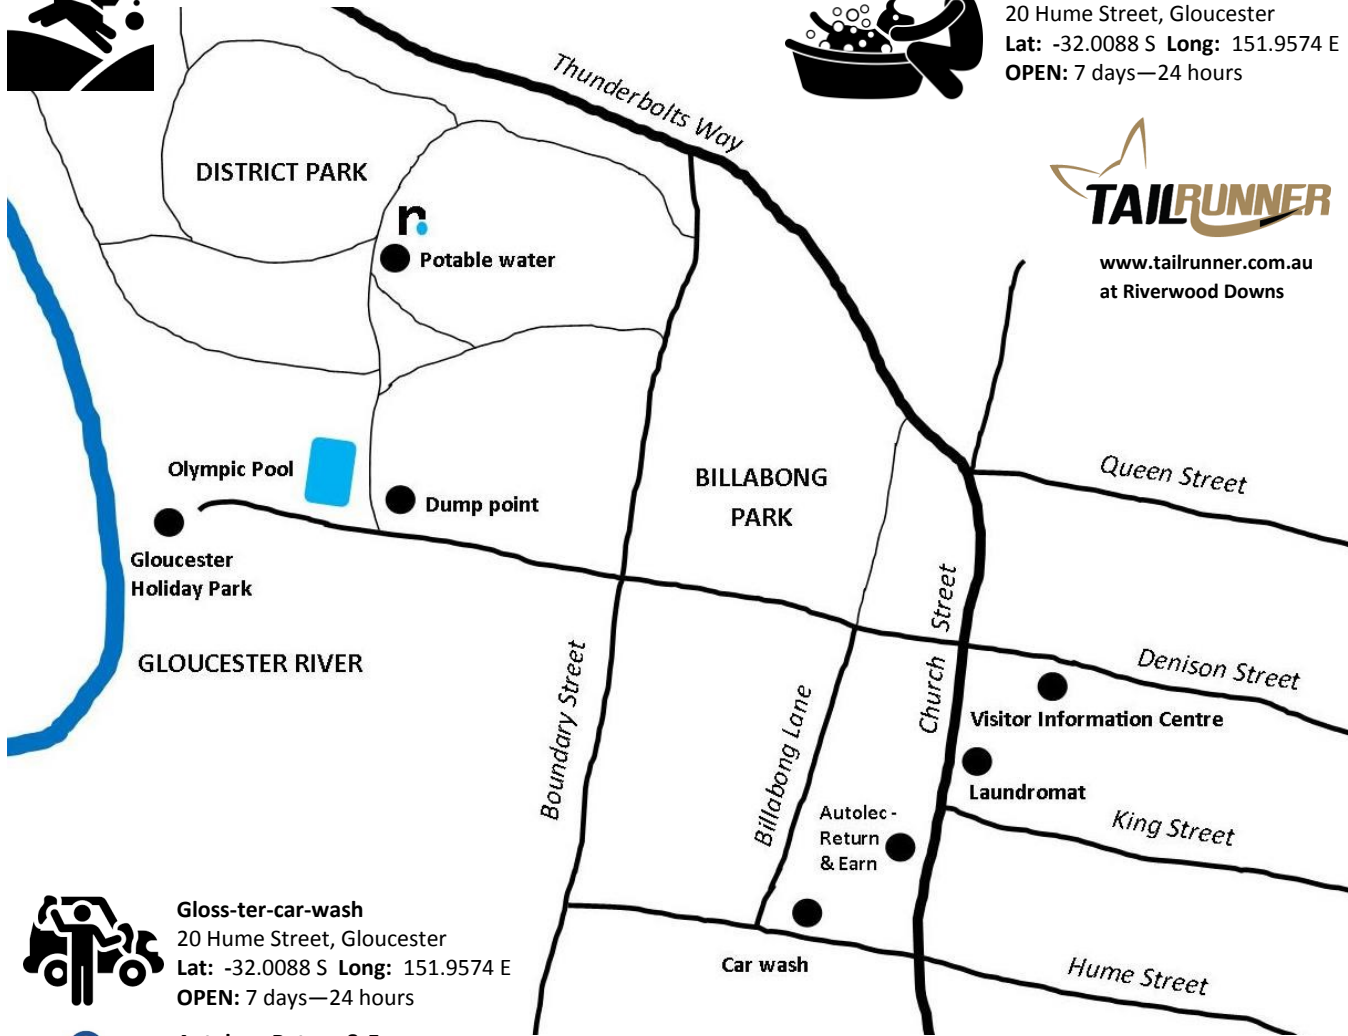 20 Hume Street, Gloucester
Lat: -32.0088 S Long: 151.9574 E
OPEN: 7 days—24 hours
Thunderbolts Way
DISTRICT PARK
TAILRUNNER
www.tailrunner.com.au
at Riverwood Downs
Potable water
Olympic Pool
Dump point
BILLABONG
PARK
Queen Street
Gloucester
Holiday Park
GLOUCESTER RIVER
Boundary Street
Billabong Lane
Church Street
Denison Street
Visitor Information Centre
Laundromat
Autolec -
Return
& Earn
King Street
Car wash
Hume Street
Gloss-ter-car-wash
20 Hume Street, Gloucester
Lat: -32.0088 S Long: 151.9574 E
OPEN: 7 days—24 hours